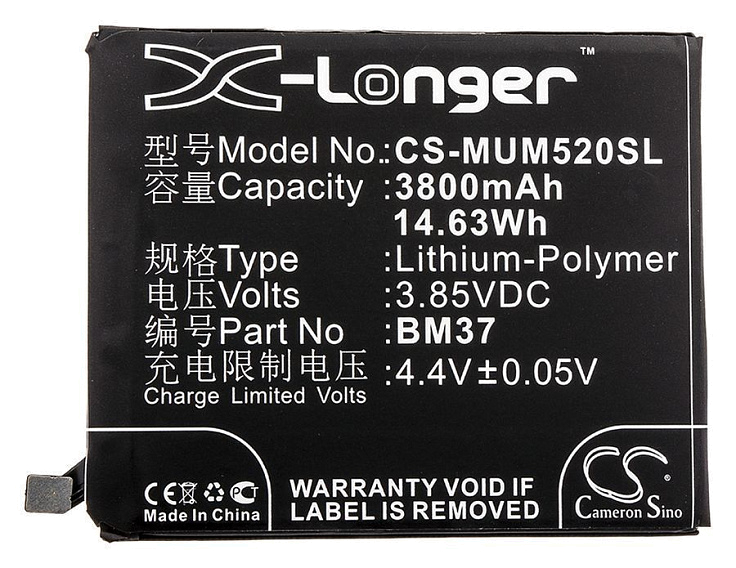 X-Longer™
型号Model No.:CS-MUM520SL
容量Capacity :3800mAh
14.63Wh
规格Type :Lithium-Polymer
电压Volts :3.85VDC
编号Part No :BM37
充电限制电压 :4.4V±0.05V
Charge Limited Volts
CE PCT
Made In China
WARRANTY VOID IF
LABEL IS REMOVED
CS®
Cameron Sino